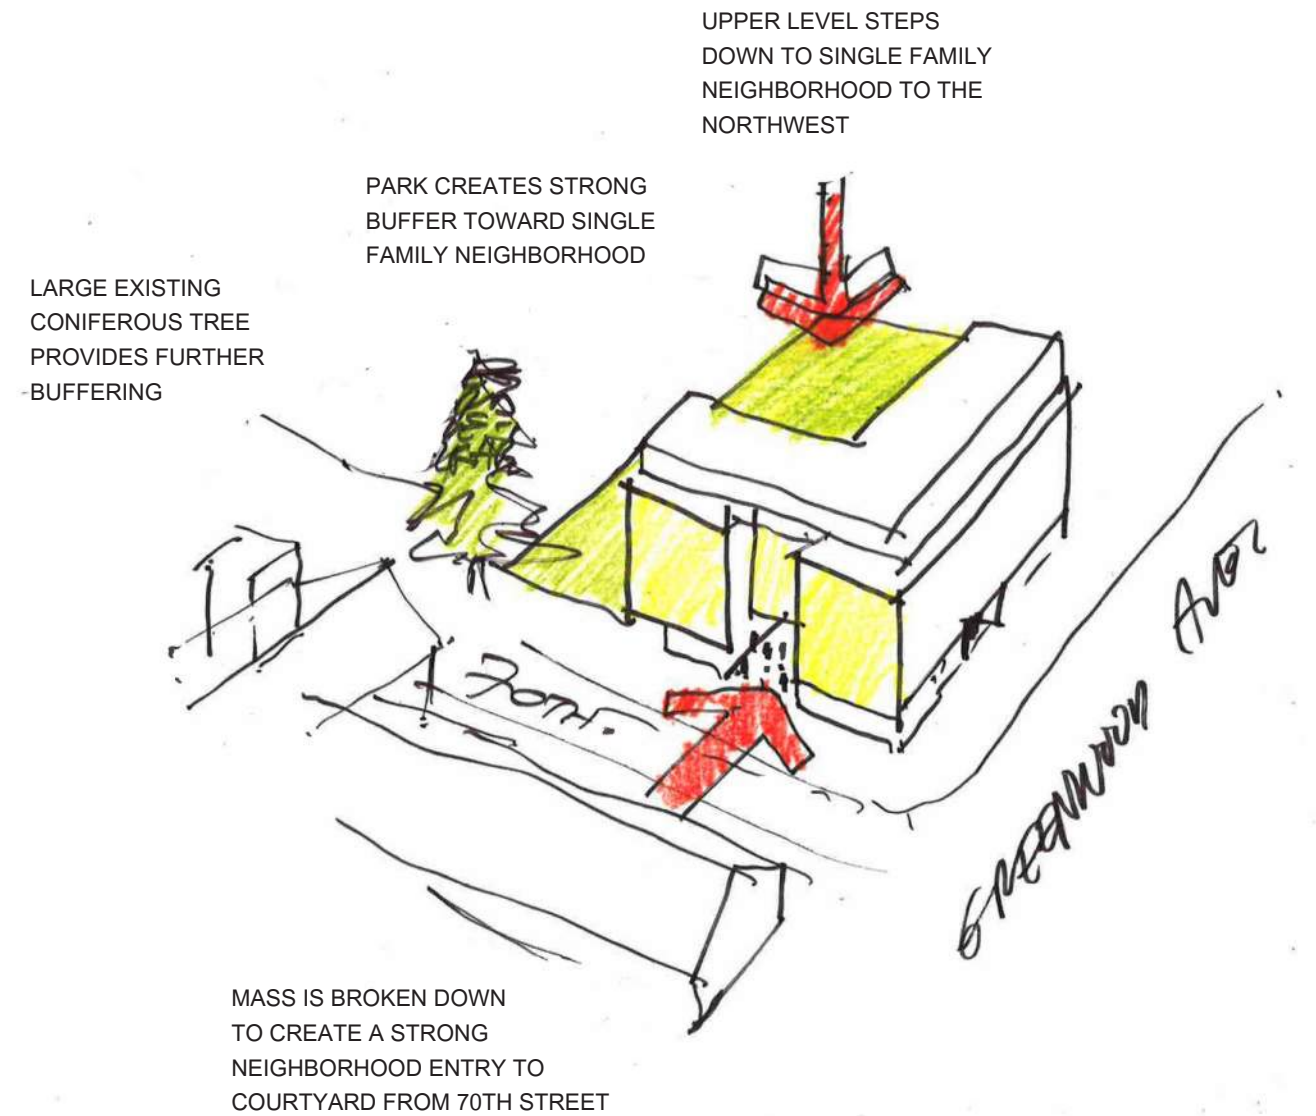 UPPER LEVEL STEPS
DOWN TO SINGLE FAMILY
NEIGHBORHOOD TO THE
NORTHWEST
PARK CREATES STRONG
BUFFER TOWARD SINGLE
FAMILY NEIGHBORHOOD
LARGE EXISTING
CONIFEROUS TREE
PROVIDES FURTHER
BUFFERING
70TH
GREENWOOD AVE
MASS IS BROKEN DOWN
TO CREATE A STRONG
NEIGHBORHOOD ENTRY TO
COURTYARD FROM 70TH STREET